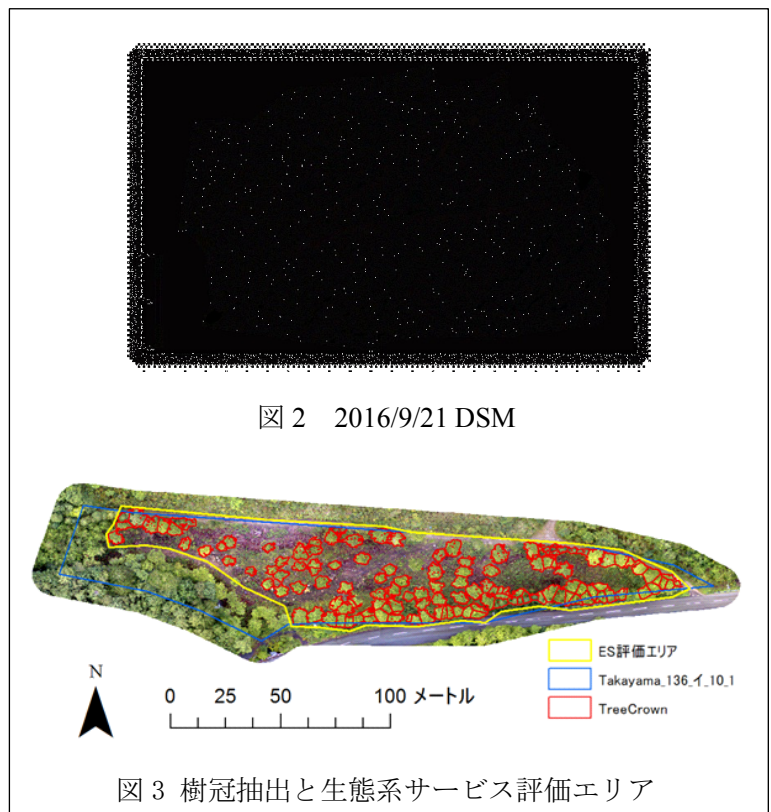 図 2 2016/9/21 DSM
ES評価エリア
Takayama_136_イ_10_1
TreeCrown
N
0 25 50 100 メートル
図 3 樹冠抽出と生態系サービス評価エリア